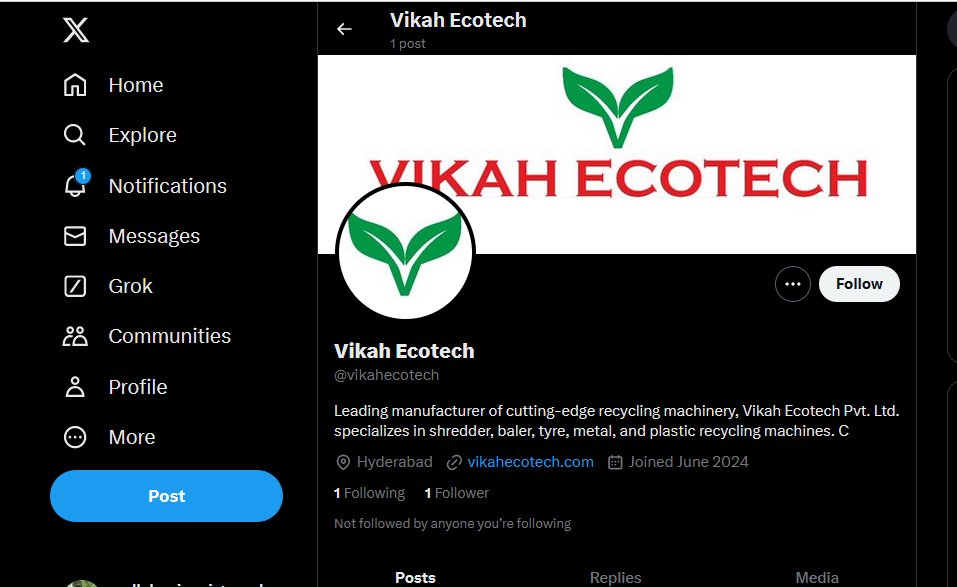 Vikah Ecotech
1 post
Home
Explore
1
Notifications
Messages
Grok
Communities
Profile
More
Post
VIKAH ECOTECH
Follow
Vikah Ecotech
@vikahecotech
Leading manufacturer of cutting-edge recycling machinery, Vikah Ecotech Pvt. Ltd.
specializes in shredder, baler, tyre, metal, and plastic recycling machines. C
Hyderabad vikahecotech.com Joined June 2024
1 Following 1 Follower
Not followed by anyone you're following
Posts Replies Media